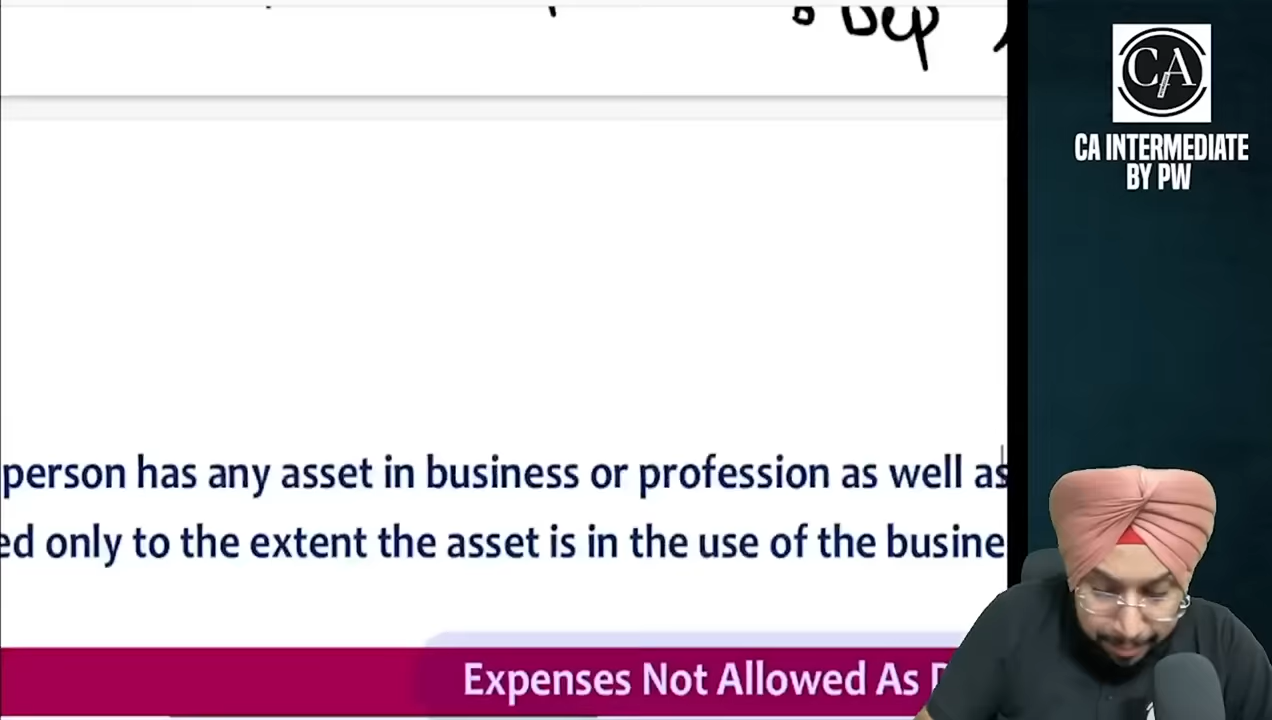 Dep
CA
CA INTERMEDIATE
BY PW
person has any asset in business or profession as well as
ed only to the extent the asset is in the use of the busine
Expenses Not Allowed As